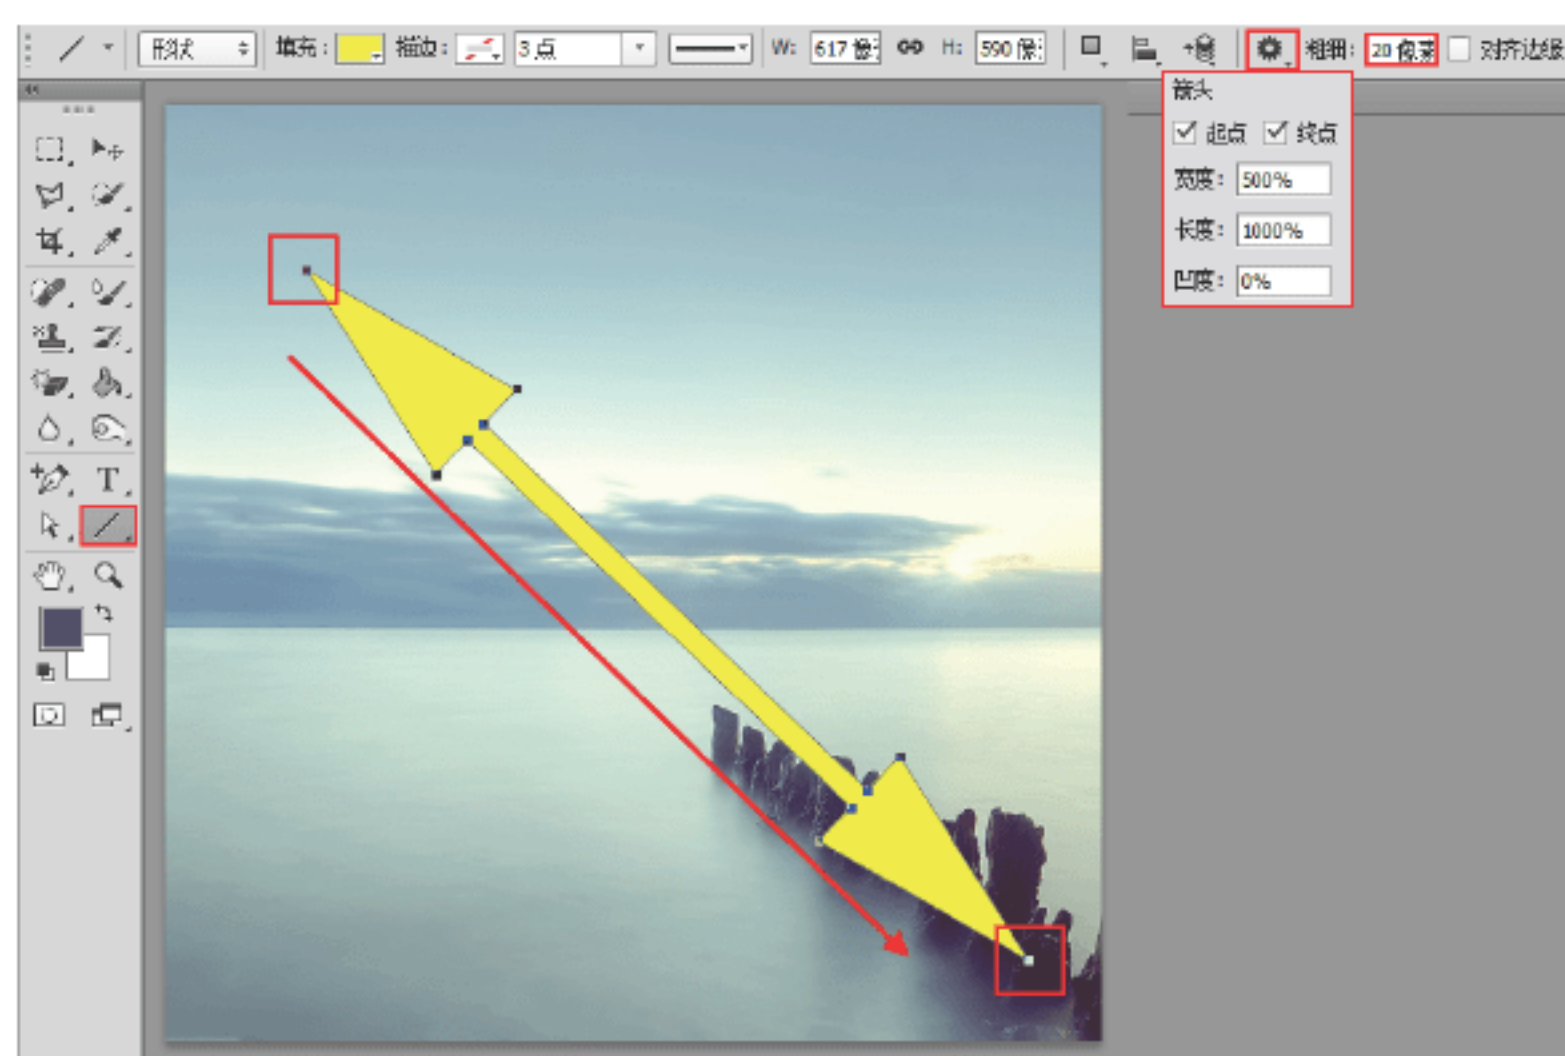 形状 填充： 描边： 3点 W: 617 像 H: 590 像 粗细： 20 像素 对齐边缘
箭头
起点 终点
宽度： 500%
长度： 1000%
凹度： 0%
T